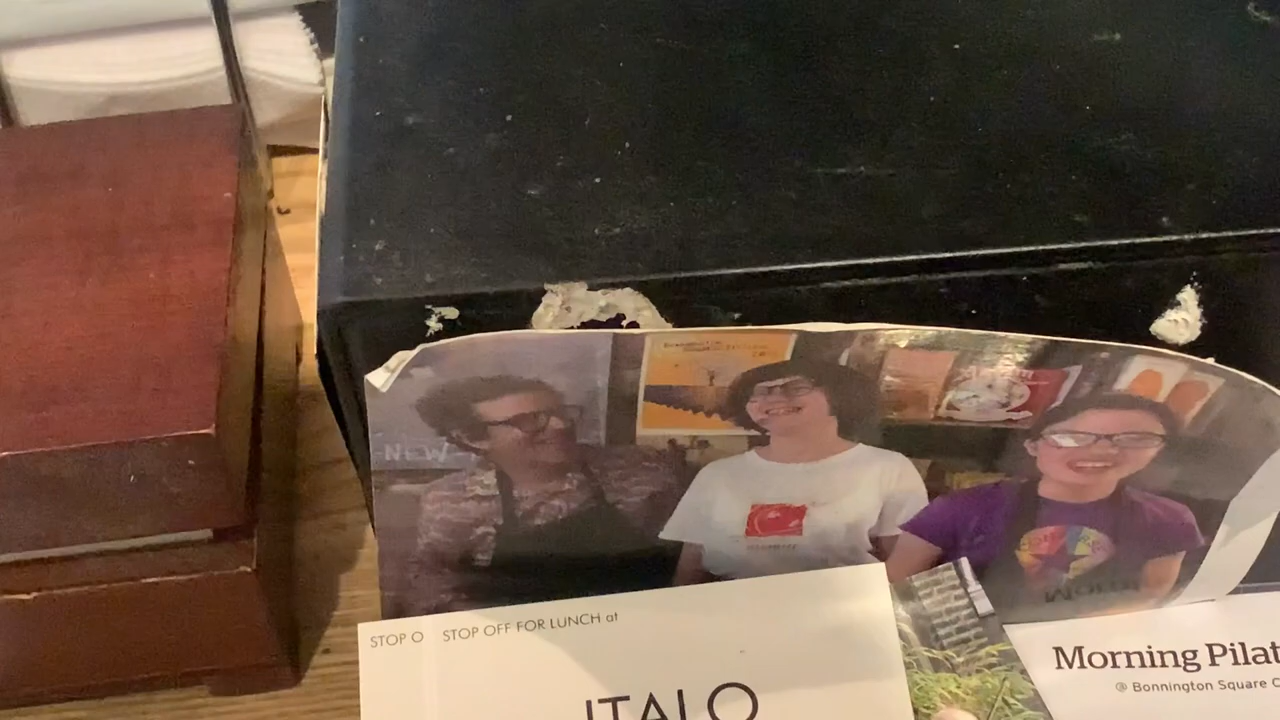 NEW
STOP O
STOP OFF FOR LUNCH at
ITALO
Morning Pilat
@ Bonnington Square C